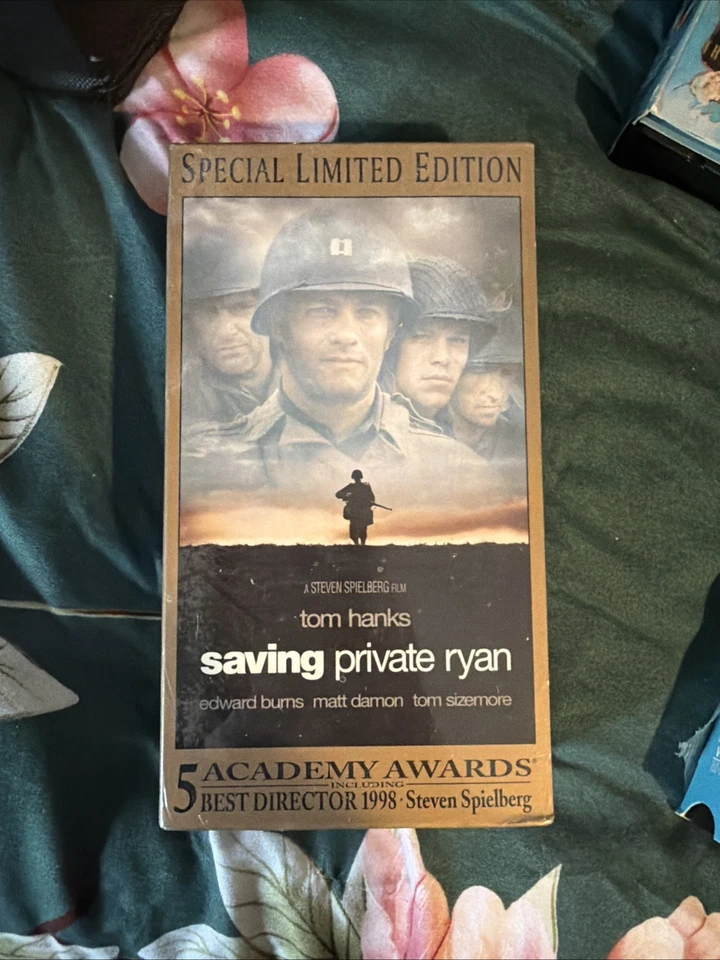 SPECIAL LIMITED EDITION
A STEVEN SPIELBERG FILM
tom hanks
saving private ryan
edward burns matt damon tom sizemore
5 ACADEMY AWARDS®
INCLUDING
BEST DIRECTOR 1998 · Steven Spielberg